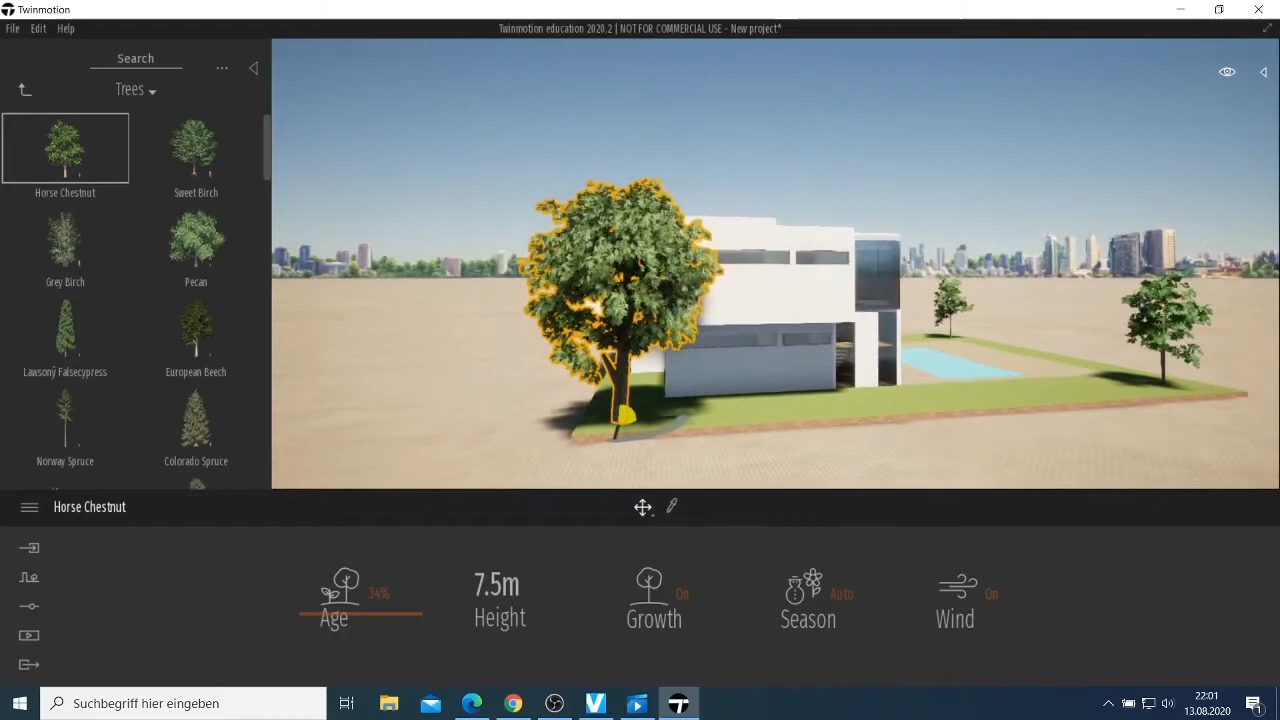 Twinmotion
File Edit Help
Twinmotion education 2020.2 | NOT FOR COMMERCIAL USE - New project*
Search
Trees
Horse Chestnut
Sweet Birch
Grey Birch
Pecan
Lawsony Falsecypress
European Beech
Norway Spruce
Colorado Spruce
Horse Chestnut
34%
Age
7.5m
Height
On
Growth
Auto
Season
On
Wind
Suchbegriff hier eingeben
22:01
13.08.2020
1